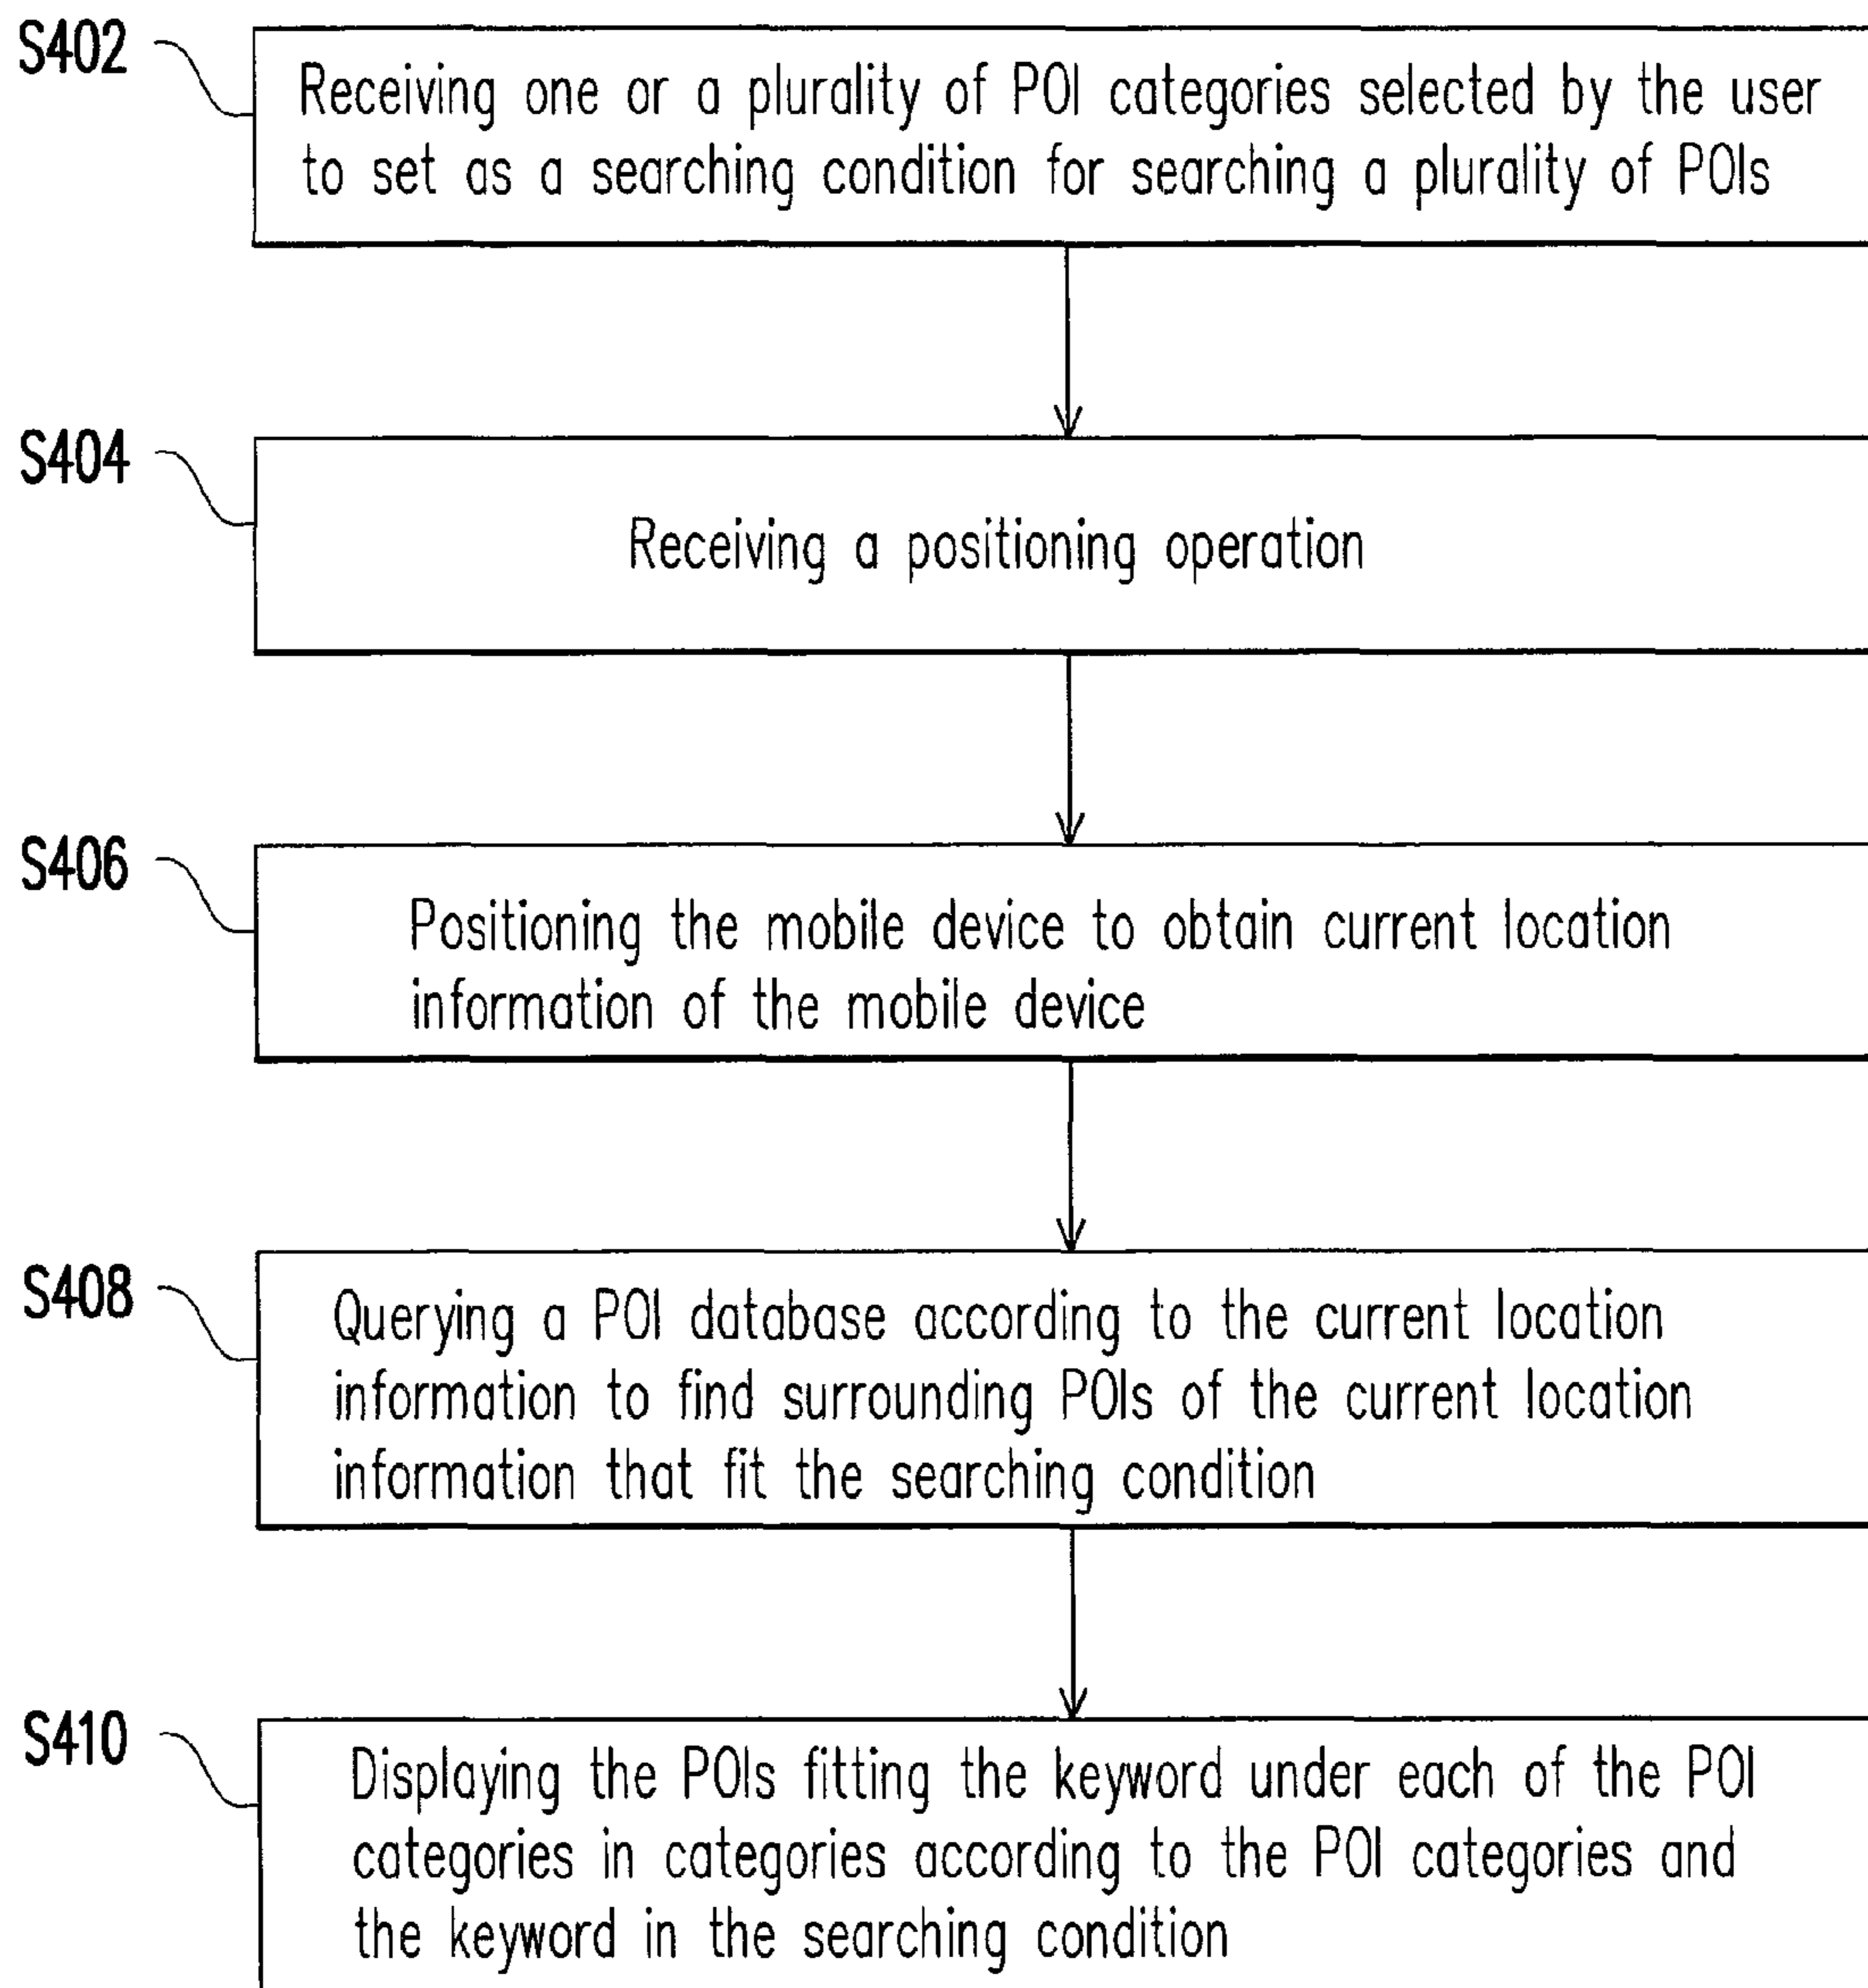 S402
Receiving one or a plurality of POI categories selected by the user
to set as a searching condition for searching a plurality of POIs
S404
Receiving a positioning operation
S406
Positioning the mobile device to obtain current location
information of the mobile device
S408
Querying a POI database according to the current location
information to find surrounding POIs of the current location
information that fit the searching condition
S410
Displaying the POIs fitting the keyword under each of the POI
categories in categories according to the POI categories and
the keyword in the searching condition